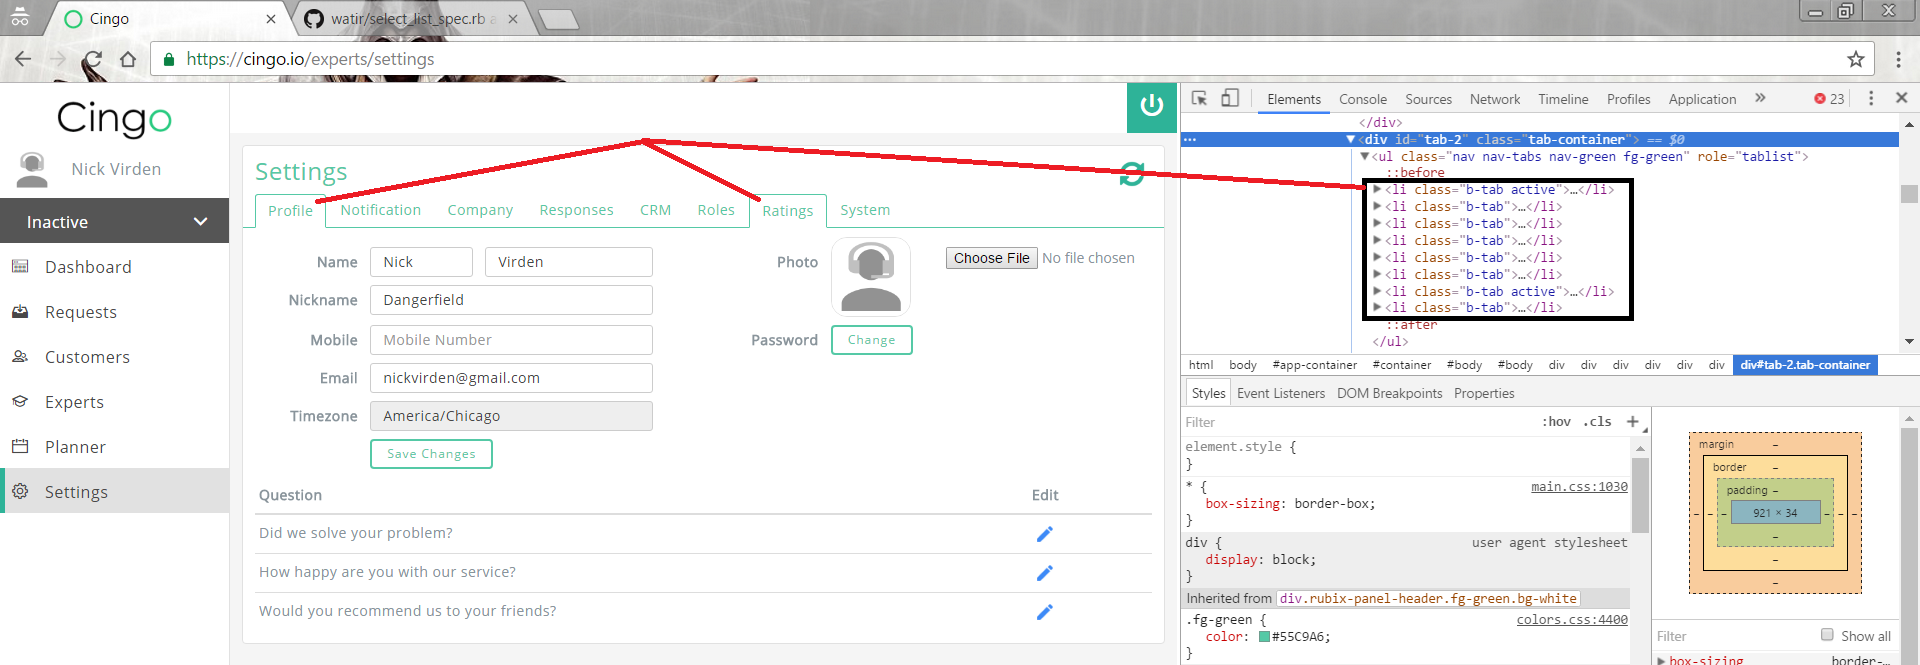 Cingo
watir/select_list_spec.rb a
https://cingo.io/experts/settings
Cingo
Nick Virden
Inactive
Dashboard
Requests
Customers
Experts
Planner
Settings
Settings
Profile Notification Company Responses CRM Roles Ratings System
Name Nick Virden
Nickname Dangerfield
Mobile Mobile Number
Email nickvirden@gmail.com
Timezone America/Chicago
Save Changes
Photo Choose File No file chosen
Password Change
Question Edit
Did we solve your problem?
How happy are you with our service?
Would you recommend us to your friends?
Elements Console Sources Network Timeline Profiles Application » 23
</div>
... ▼<div id="tab-2" class="tab-container"> == $0
▼<ul class="nav nav-tabs nav-green fg-green" role="tablist">
::before
▶<li class="b-tab active">…</li>
▶<li class="b-tab">…</li>
▶<li class="b-tab">…</li>
▶<li class="b-tab">…</li>
▶<li class="b-tab">…</li>
▶<li class="b-tab">…</li>
▶<li class="b-tab active">…</li>
▶<li class="b-tab">…</li>
::after
</ul>
html body #app-container #container #body #body div div div div div div div#tab-2.tab-container
Styles Event Listeners DOM Breakpoints Properties
Filter :hov .cls +
element.style {
}
* { main.css:1030
box-sizing: border-box;
}
div { user agent stylesheet
display: block;
}
Inherited from div.rubix-panel-header.fg-green.bg-white
.fg-green { colors.css:4400
color: #55C9A6;
}
margin –
border –
padding –
– – – 921 × 34 – – –
–
–
–
Filter Show all
▶box-sizing border-…